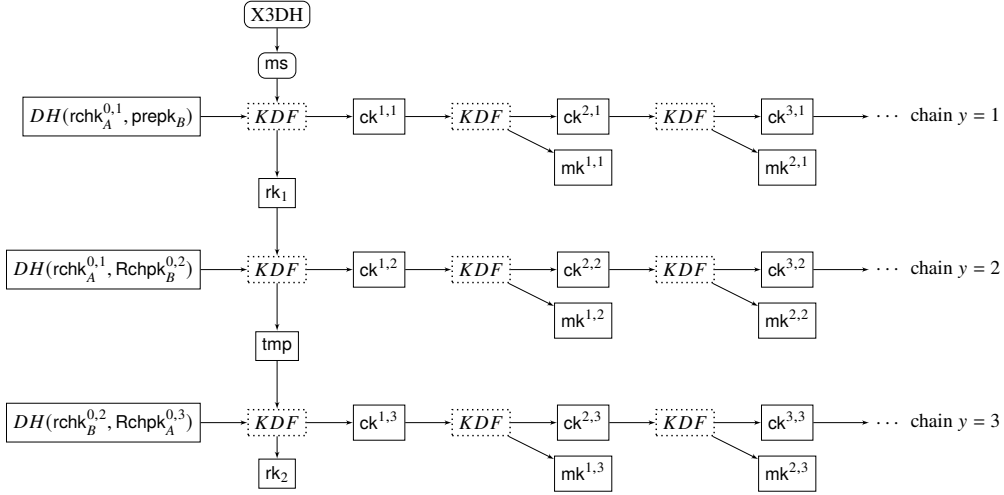 X3DH
ms
DH(rchk_A^{0,1}, prepk_B) KDF ck^{1,1} KDF ck^{2,1} KDF ck^{3,1} ··· chain y = 1
mk^{1,1} mk^{2,1}
rk_1
DH(rchk_A^{0,1}, Rchpk_B^{0,2}) KDF ck^{1,2} KDF ck^{2,2} KDF ck^{3,2} ··· chain y = 2
mk^{1,2} mk^{2,2}
tmp
DH(rchk_B^{0,2}, Rchpk_A^{0,3}) KDF ck^{1,3} KDF ck^{2,3} KDF ck^{3,3} ··· chain y = 3
rk_2 mk^{1,3} mk^{2,3}